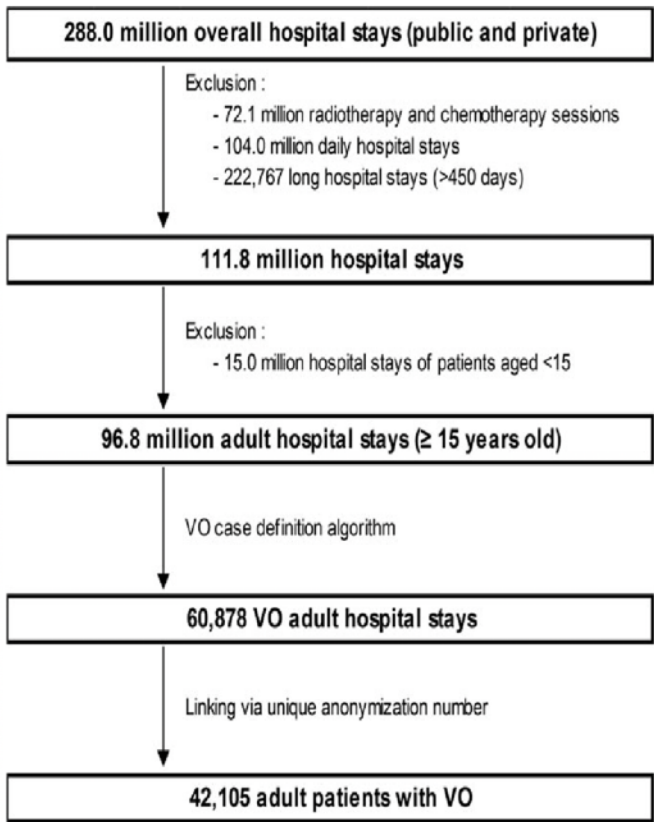 288.0 million overall hospital stays (public and private)
Exclusion :
- 72.1 million radiotherapy and chemotherapy sessions
- 104.0 million daily hospital stays
- 222,767 long hospital stays (>450 days)
111.8 million hospital stays
Exclusion :
- 15.0 million hospital stays of patients aged <15
96.8 million adult hospital stays (≥ 15 years old)
VO case definition algorithm
60,878 VO adult hospital stays
Linking via unique anonymization number
42,105 adult patients with VO